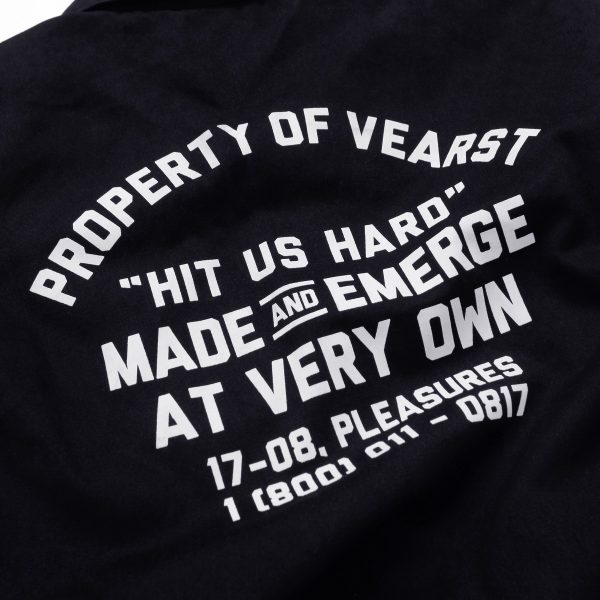 PROPERTY OF VEARST
"HIT US HARD"
MADE AND EMERGE
AT VERY OWN
17-08, PLEASURES
1 (800) 011 - 0817